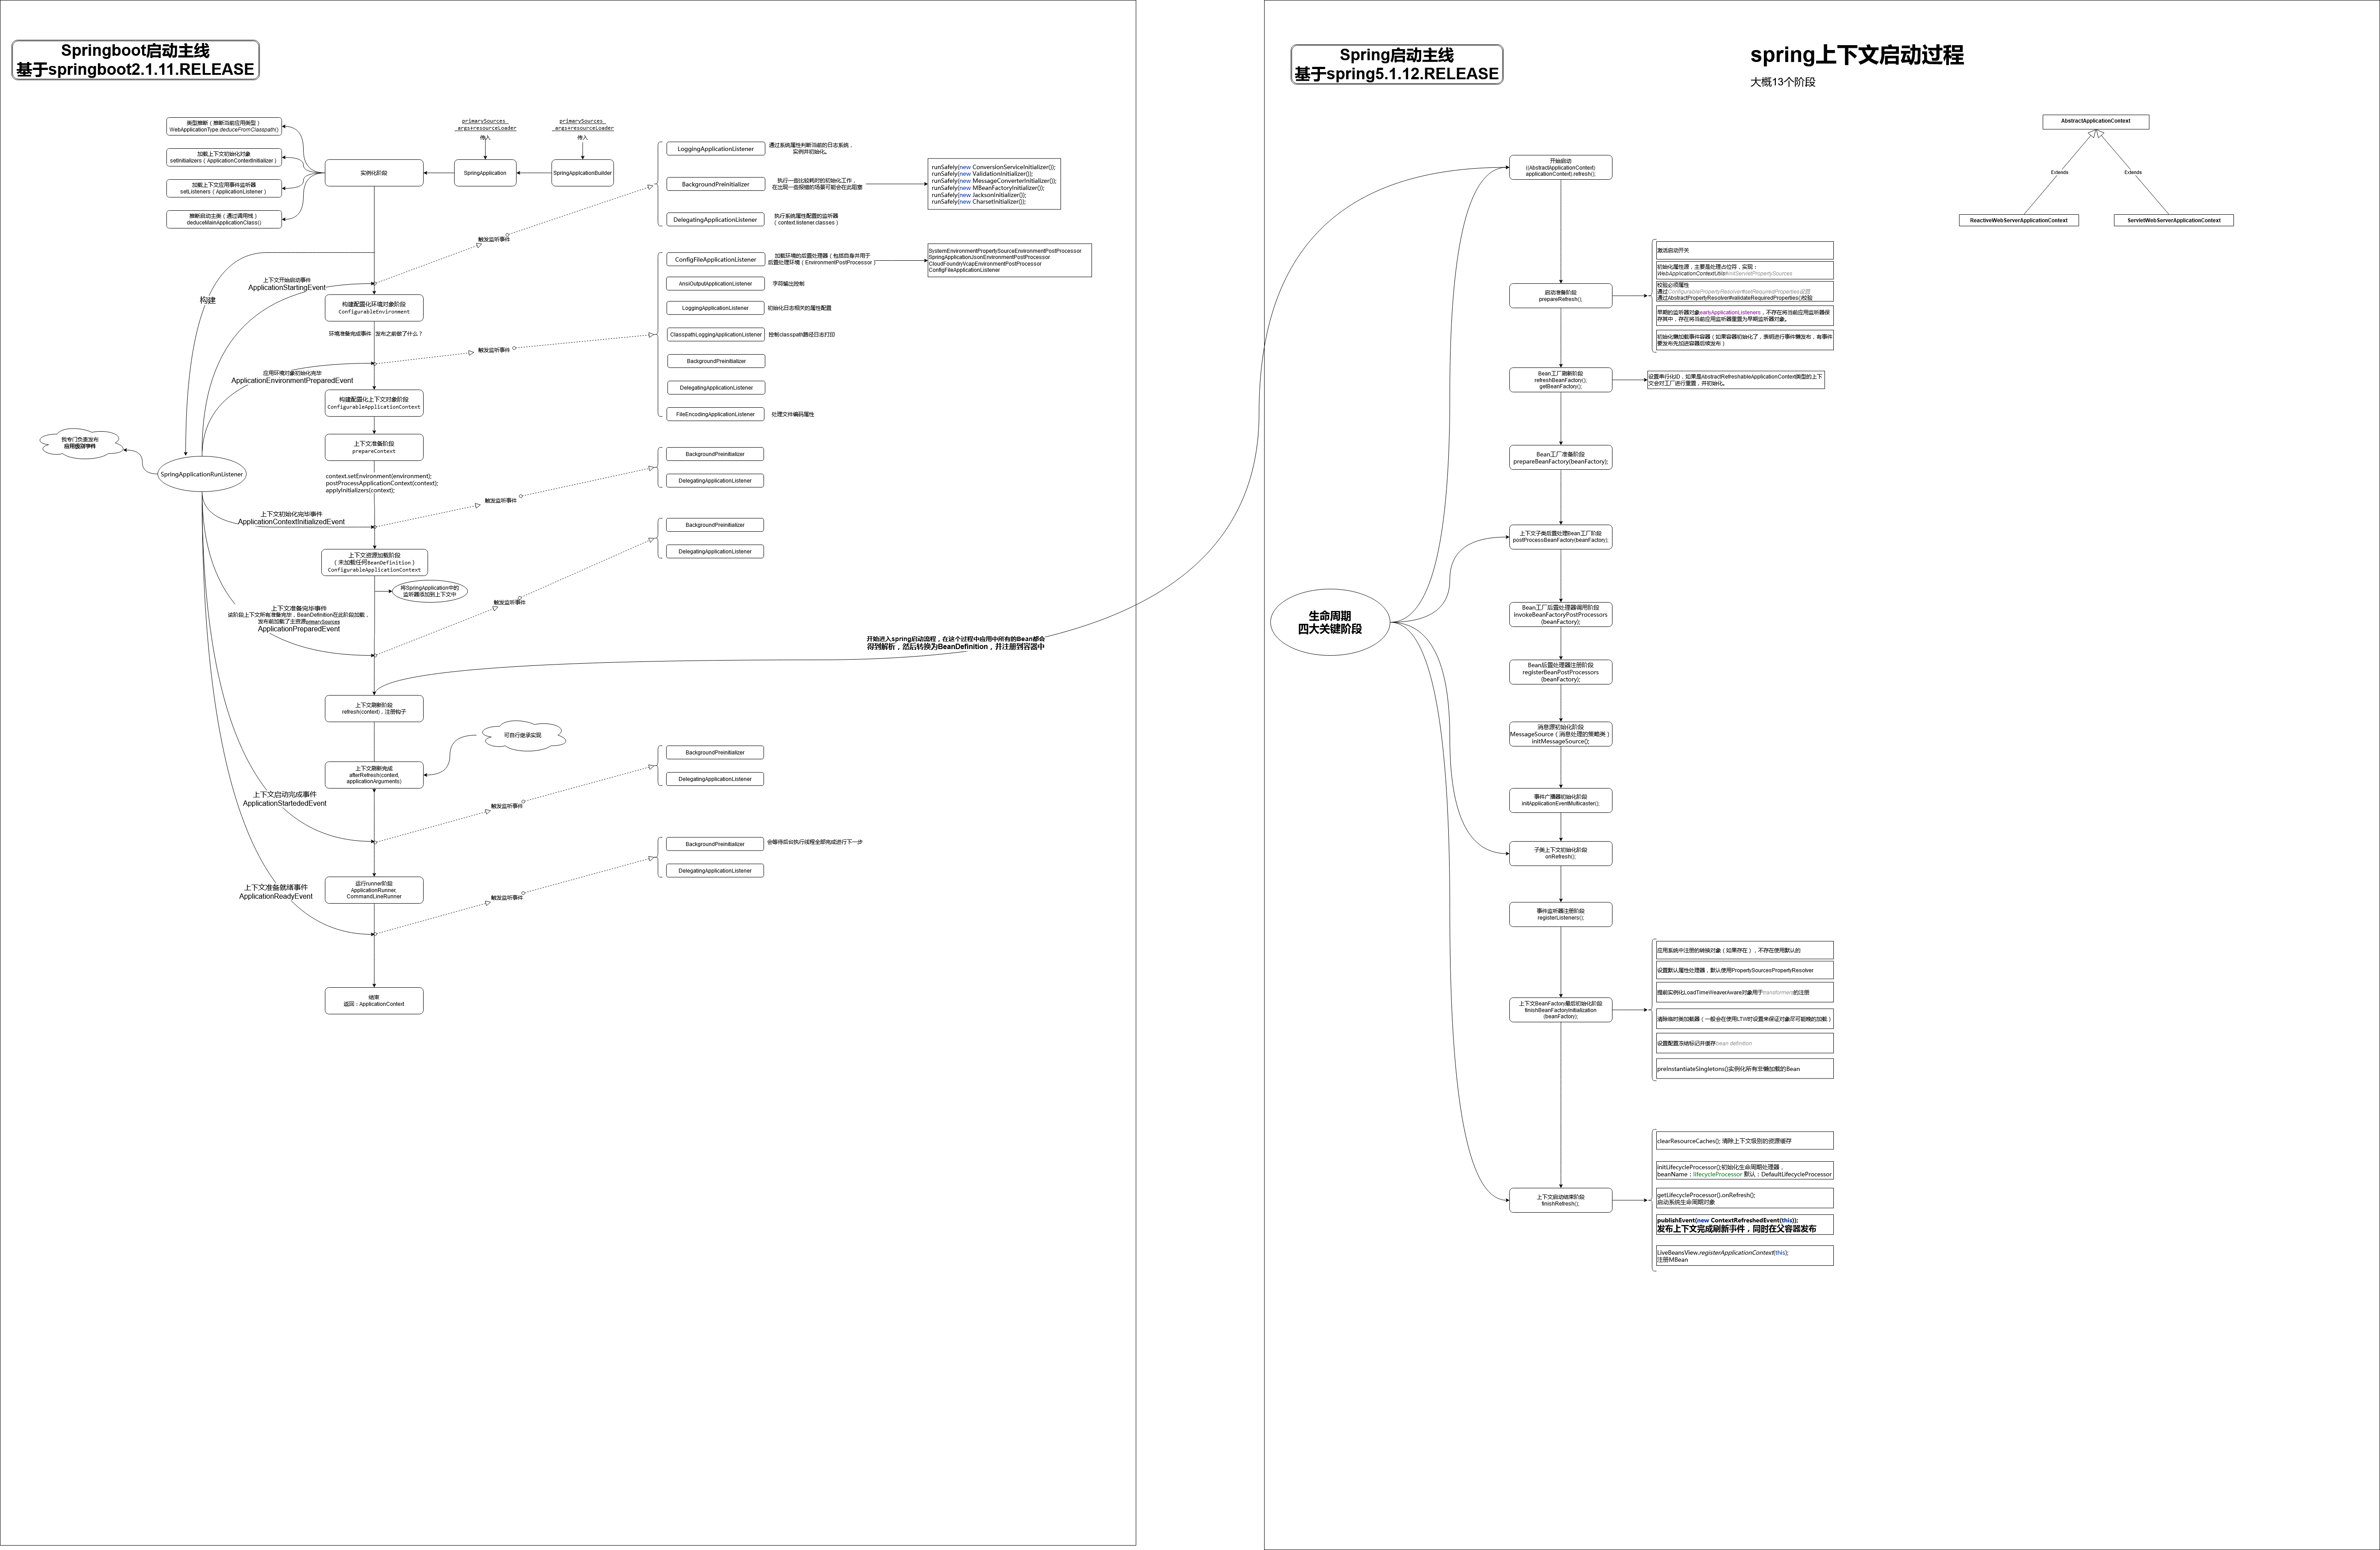 Springboot启动主线
基于springboot2.1.11.RELEASE
类型推断（推断当前应用类型）
WebApplicationType.deduceFromClasspath()
加载上下文初始化对象
setInitializers（ApplicationContextInitializer）
加载上下文应用事件监听器
setListeners（ApplicationListener）
推断启动主类（通过调用栈）
deduceMainApplicationClass()
实例化阶段
primarySources
args+resourceLoader
传入
SpringApplication
primarySources
args+resourceLoader
传入
SpringApplicationBuilder
LoggingApplicationListener
通过系统属性判断当前的日志系统，
实例并初始化。
BackgroundPreinitializer
执行一些比较耗时的初始化工作，
在出现一些报错的场景可能会在此阻塞
runSafely(new ConversionServiceInitializer());
runSafely(new ValidationInitializer());
runSafely(new MessageConverterInitializer());
runSafely(new MBeanFactoryInitializer());
runSafely(new JacksonInitializer());
runSafely(new CharsetInitializer());
DelegatingApplicationListener
执行系统属性配置的监听器
（context.listener.classes）
触发监听事件
构建
上下文开始启动事件
ApplicationStartingEvent
构建配置化环境对象阶段
ConfigurableEnvironment
环境准备完成事件，发布之前做了什么？
触发监听事件
ConfigFileApplicationListener
加载环境的后置处理器（包括自身并用于
后置处理环境（EnvironmentPostProcessor）
SystemEnvironmentPropertySourceEnvironmentPostProcessor
SpringApplicationJsonEnvironmentPostProcessor
CloudFoundryVcapEnvironmentPostProcessor
ConfigFileApplicationListener
AnsiOutputApplicationListener
字符输出控制
LoggingApplicationListener
初始化日志相关的属性配置
ClasspathLoggingApplicationListener
控制classpath路径日志打印
BackgroundPreinitializer
DelegatingApplicationListener
FileEncodingApplicationListener
处理文件编码属性
应用环境对象初始化完毕
ApplicationEnvironmentPreparedEvent
构建配置化上下文对象阶段
ConfigurableApplicationContext
我专门负责发布
应用级别事件
SpringApplicationRunListener
上下文准备阶段
prepareContext
context.setEnvironment(environment);
postProcessApplicationContext(context);
applyInitializers(context);
触发监听事件
BackgroundPreinitializer
DelegatingApplicationListener
上下文初始化完毕事件
ApplicationContextInitializedEvent
BackgroundPreinitializer
DelegatingApplicationListener
上下文资源加载阶段
（未加载任何BeanDefinition）
ConfigurableApplicationContext
将SpringApplication中的
监听器添加到上下文中
触发监听事件
上下文准备完毕事件
该阶段上下文所有准备完毕，BeanDefinition在此阶段加载，
发布前加载了主资源primarySources
ApplicationPreparedEvent
开始进入spring启动流程，在这个过程中应用中所有的Bean都会
得到解析，然后转换为BeanDefinition，并注册到容器中
上下文刷新阶段
refresh(context)，注册钩子
可自行继承实现
上下文刷新完成
afterRefresh(context,
applicationArguments)
BackgroundPreinitializer
DelegatingApplicationListener
触发监听事件
上下文启动完成事件
ApplicationStartededEvent
BackgroundPreinitializer
会等待后台执行线程全部完成进行下一步
DelegatingApplicationListener
触发监听事件
上下文准备就绪事件
ApplicationReadyEvent
运行runner阶段
ApplicationRunner,
CommandLineRunner
结束
返回：ApplicationContext
Spring启动主线
基于spring5.1.12.RELEASE
spring上下文启动过程
大概13个阶段
AbstractApplicationContext
Extends
Extends
ReactiveWebServerApplicationContext
ServletWebServerApplicationContext
生命周期
四大关键阶段
开始启动
((AbstractApplicationContext)
applicationContext).refresh();
启动准备阶段
prepareRefresh();
激活启动开关
初始化属性源，主要是处理占位符，实现：
WebApplicationContextUtils#initServletPropertySources
校验必须属性
通过ConfigurablePropertyResolver#setRequiredProperties设置
通过AbstractPropertyResolver#validateRequiredProperties()校验
早期的监听器对象earlyApplicationListeners，不存在将当前应用监听器保
存其中，存在将当前应用监听器重置为早期监听器对象。
初始化懒加载事件容器（如果容器初始化了，表明进行事件懒发布，有事件
要发布先加进容器后续发布）
Bean工厂刷新阶段
refreshBeanFactory();
getBeanFactory();
设置串行化ID，如果是AbstractRefreshableApplicationContext类型的上下
文会对工厂进行重置，并初始化。
Bean工厂准备阶段
prepareBeanFactory(beanFactory);
上下文子类后置处理Bean工厂阶段
postProcessBeanFactory(beanFactory);
Bean工厂后置处理器调用阶段
invokeBeanFactoryPostProcessors
(beanFactory);
Bean后置处理器注册阶段
registerBeanPostProcessors
(beanFactory);
消息源初始化阶段
MessageSource（消息处理的策略类）
initMessageSource();
事件广播器初始化阶段
initApplicationEventMulticaster();
子类上下文初始化阶段
onRefresh();
事件监听器注册阶段
registerListeners();
上下文BeanFactory最后初始化阶段
finishBeanFactoryInitialization
(beanFactory);
应用系统中注册的转换对象（如果存在），不存在使用默认的
设置默认属性处理器，默认使用PropertySourcesPropertyResolver
提前实例化LoadTimeWeaverAware对象用于transformers的注册
清除临时类加载器（一般会在使用LTW时设置来保证对象尽可能晚的加载）
设置配置冻结标记并缓存bean definition
preInstantiateSingletons()实例化所有非懒加载的Bean
上下文启动结束阶段
finishRefresh();
clearResourceCaches(); 清除上下文级别的资源缓存
initLifecycleProcessor();初始化生命周期处理器，
beanName：lifecycleProcessor 默认：DefaultLifecycleProcessor
getLifecycleProcessor().onRefresh();
启动系统生命周期对象
publishEvent(new ContextRefreshedEvent(this));
发布上下文完成刷新事件，同时在父容器发布
LiveBeansView.registerApplicationContext(this);
注册MBean